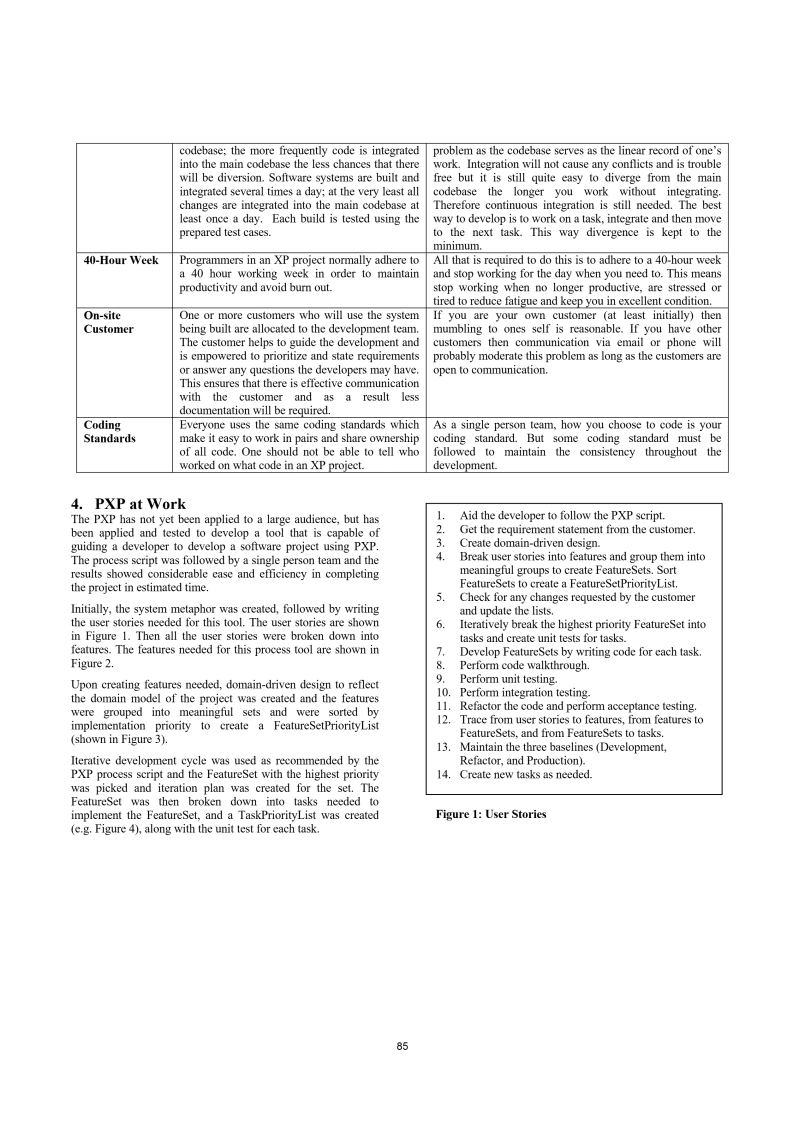 codebase; the more frequently code is integrated
into the main codebase the less chances that there
will be diversion. Software systems are built and
integrated several times a day; at the very least all
changes are integrated into the main codebase at
least once a day.  Each build is tested using the
prepared test cases.
problem as the codebase serves as the linear record of one's
work.  Integration will not cause any conflicts and is trouble
free but it is still quite easy to diverge from the main
codebase the longer you work without integrating.
Therefore continuous integration is still needed. The best
way to develop is to work on a task, integrate and then move
to the next task. This way divergence is kept to the
minimum.
40-Hour Week
Programmers in an XP project normally adhere to
a 40 hour working week in order to maintain
productivity and avoid burn out.
All that is required to do this is to adhere to a 40-hour week
and stop working for the day when you need to. This means
stop working when no longer productive, are stressed or
tired to reduce fatigue and keep you in excellent condition.
On-site
Customer
One or more customers who will use the system
being built are allocated to the development team.
The customer helps to guide the development and
is empowered to prioritize and state requirements
or answer any questions the developers may have.
This ensures that there is effective communication
with the customer and as a result less
documentation will be required.
If you are your own customer (at least initially) then
mumbling to ones self is reasonable. If you have other
customers then communication via email or phone will
probably moderate this problem as long as the customers are
open to communication.
Coding
Standards
Everyone uses the same coding standards which
make it easy to work in pairs and share ownership
of all code. One should not be able to tell who
worked on what code in an XP project.
As a single person team, how you choose to code is your
coding standard. But some coding standard must be
followed to maintain the consistency throughout the
development.
4. PXP at Work
The PXP has not yet been applied to a large audience, but has
been applied and tested to develop a tool that is capable of
guiding a developer to develop a software project using PXP.
The process script was followed by a single person team and the
results showed considerable ease and efficiency in completing
the project in estimated time.
Initially, the system metaphor was created, followed by writing
the user stories needed for this tool. The user stories are shown
in Figure 1. Then all the user stories were broken down into
features. The features needed for this process tool are shown in
Figure 2.
Upon creating features needed, domain-driven design to reflect
the domain model of the project was created and the features
were grouped into meaningful sets and were sorted by
implementation priority to create a FeatureSetPriorityList
(shown in Figure 3).
Iterative development cycle was used as recommended by the
PXP process script and the FeatureSet with the highest priority
was picked and iteration plan was created for the set. The
FeatureSet was then broken down into tasks needed to
implement the FeatureSet, and a TaskPriorityList was created
(e.g. Figure 4), along with the unit test for each task.
1. Aid the developer to follow the PXP script.
2. Get the requirement statement from the customer.
3. Create domain-driven design.
4. Break user stories into features and group them into
meaningful groups to create FeatureSets. Sort
FeatureSets to create a FeatureSetPriorityList.
5. Check for any changes requested by the customer
and update the lists.
6. Iteratively break the highest priority FeatureSet into
tasks and create unit tests for tasks.
7. Develop FeatureSets by writing code for each task.
8. Perform code walkthrough.
9. Perform unit testing.
10. Perform integration testing.
11. Refactor the code and perform acceptance testing.
12. Trace from user stories to features, from features to
FeatureSets, and from FeatureSets to tasks.
13. Maintain the three baselines (Development,
Refactor, and Production).
14. Create new tasks as needed.
Figure 1: User Stories
85